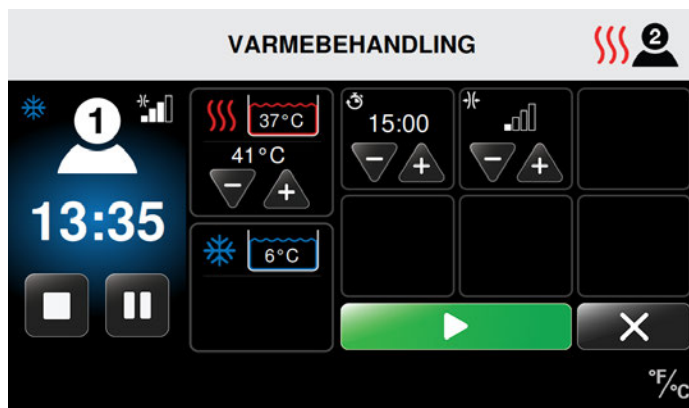 VARMEBEHANDLING
2
1
13:35
37°C
41°C
6°C
15:00
°F/°C